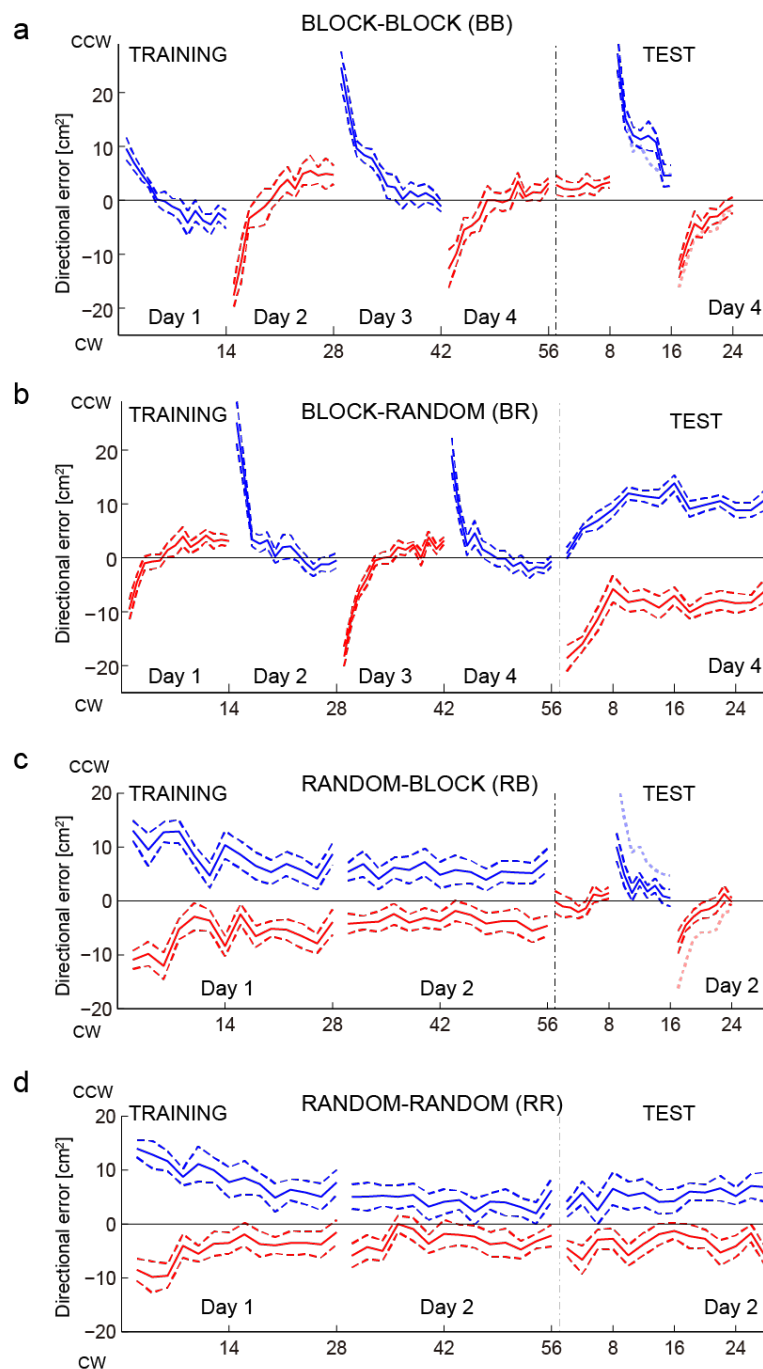 a
BLOCK-BLOCK (BB)
CCW
TRAINING
TEST
Directional error [cm²]
20
10
0
−10
−20
Day 1
Day 2
Day 3
Day 4
Day 4
CW
14
28
42
56
8
16
24
b
BLOCK-RANDOM (BR)
CCW
TRAINING
TEST
Directional error [cm²]
20
10
0
−10
−20
Day 1
Day 2
Day 3
Day 4
Day 4
CW
14
28
42
56
8
16
24
c
RANDOM-BLOCK (RB)
CCW
TRAINING
TEST
Directional error [cm²]
20
10
0
−10
−20
Day 1
Day 2
Day 2
CW
14
28
42
56
8
16
24
d
RANDOM-RANDOM (RR)
CCW
TRAINING
TEST
Directional error [cm²]
20
10
0
−10
−20
Day 1
Day 2
Day 2
CW
14
28
42
56
8
16
24